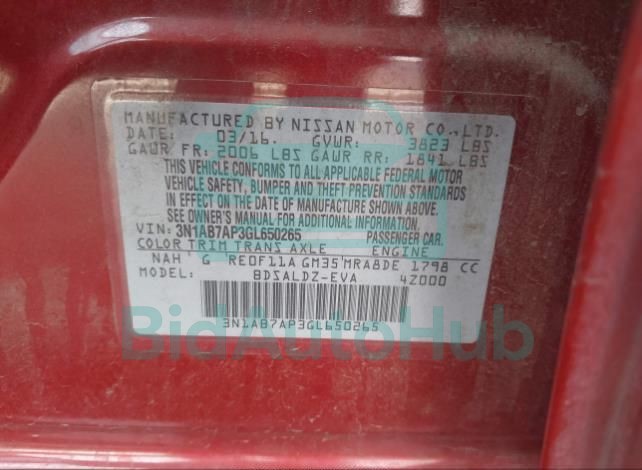 MANUFACTURED BY NISSAN MOTOR CO.,LTD.
DATE: 03/16. GVWR: 3823 LBS
GAWR FR: 2006 LBS GAWR RR: 1841 LBS
THIS VEHICLE CONFORMS TO ALL APPLICABLE FEDERAL MOTOR
VEHICLE SAFETY, BUMPER AND THEFT PREVENTION STANDARDS
IN EFFECT ON THE DATE OF MANUFACTURE SHOWN ABOVE.
SEE OWNER'S MANUAL FOR ADDITIONAL INFORMATION.
VIN: 3N1AB7AP3GL650265 PASSENGER CAR.
COLOR TRIM TRANS AXLE ENGINE
NAH G RE0F11A GM35 MRA8DE 1798 CC
MODEL: BDSALDZ-EVA 4Z000
3N1AB7AP3GL650265
BidAutoHub